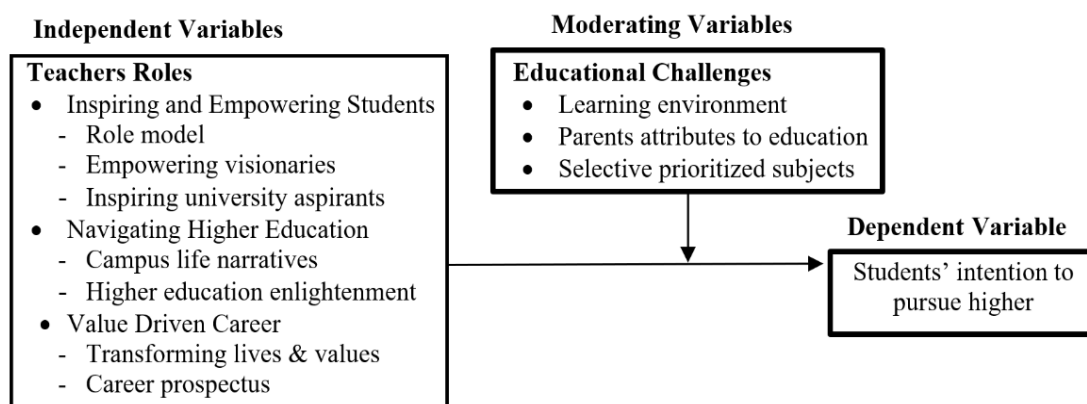 Independent Variables
Teachers Roles
• Inspiring and Empowering Students
- Role model
- Empowering visionaries
- Inspiring university aspirants
• Navigating Higher Education
- Campus life narratives
- Higher education enlightenment
• Value Driven Career
- Transforming lives & values
- Career prospectus
Moderating Variables
Educational Challenges
• Learning environment
• Parents attributes to education
• Selective prioritized subjects
Dependent Variable
Students’ intention to
pursue higher